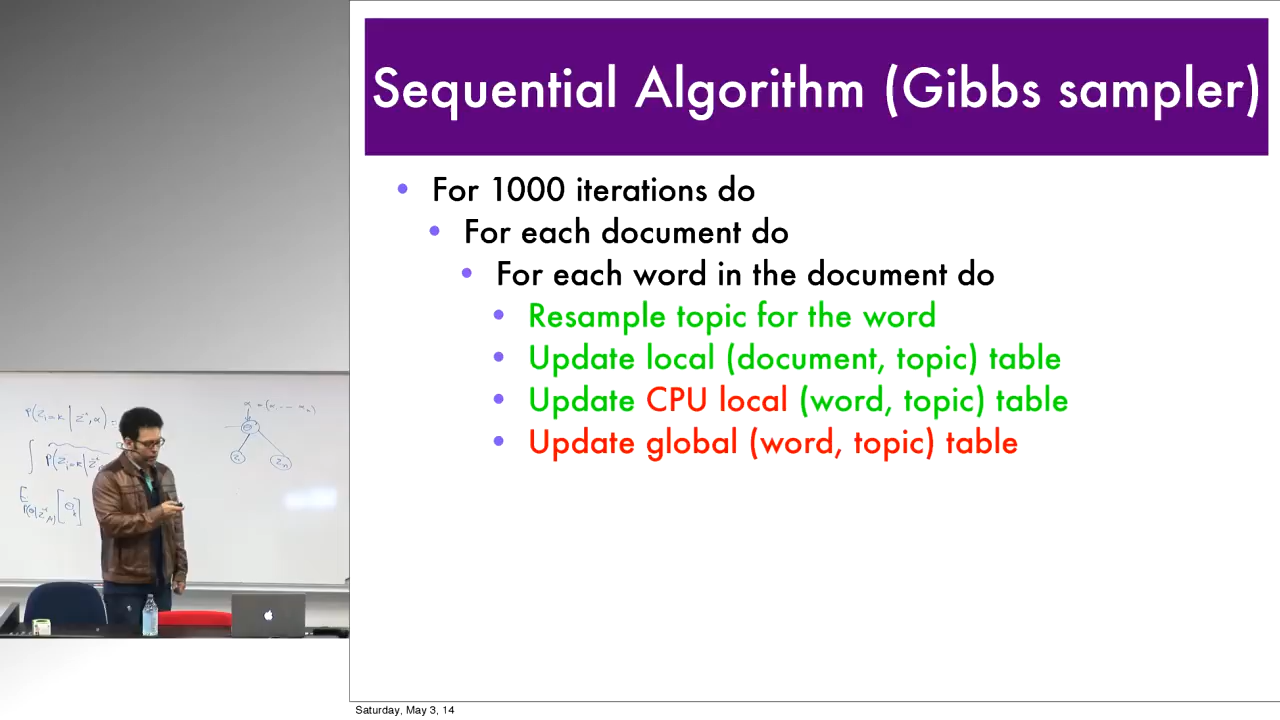 Sequential Algorithm (Gibbs sampler)
• For 1000 iterations do
• For each document do
• For each word in the document do
• Resample topic for the word
• Update local (document, topic) table
• Update CPU local (word, topic) table
• Update global (word, topic) table
Saturday, May 3, 14